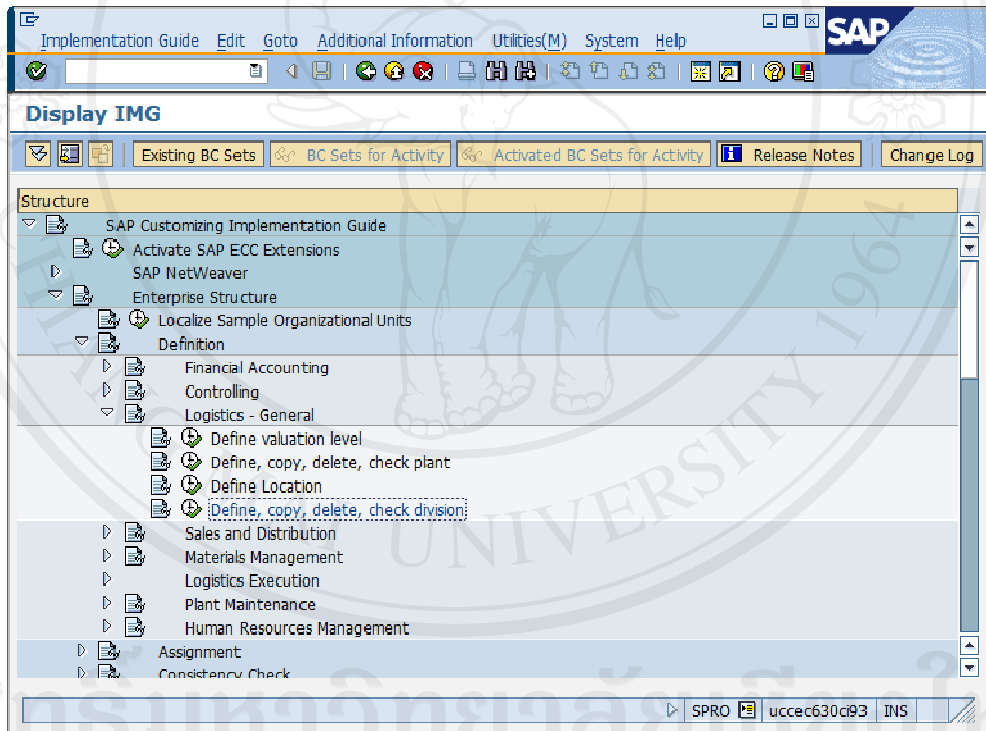 Implementation Guide Edit Goto Additional Information Utilities(M) System Help
SAP
Display IMG
Existing BC Sets BC Sets for Activity Activated BC Sets for Activity Release Notes Change Log
Structure
SAP Customizing Implementation Guide
Activate SAP ECC Extensions
SAP NetWeaver
Enterprise Structure
Localize Sample Organizational Units
Definition
Financial Accounting
Controlling
Logistics - General
Define valuation level
Define, copy, delete, check plant
Define Location
Define, copy, delete, check division
Sales and Distribution
Materials Management
Logistics Execution
Plant Maintenance
Human Resources Management
Assignment
Consistency Check
SPRO uccec630ci93 INS
UNIVERSITY 1964